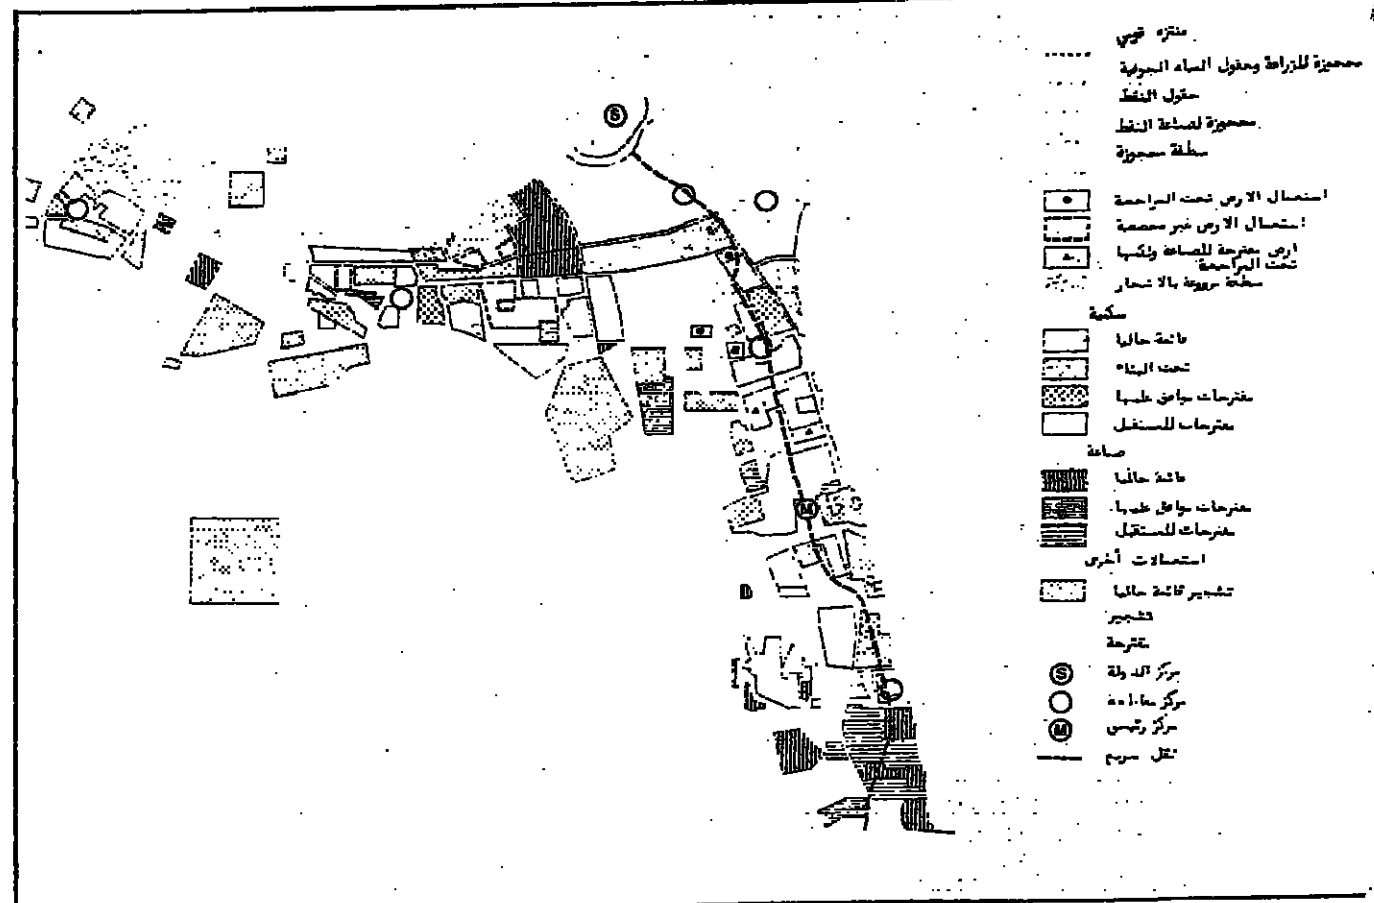 منتزه قومي
محجوزة للزراعة وحقول المياه الجوفية
حقول النفط
محجوزة لصناعة النفط
منطقة محجوزة
استعمال الارض تحت المراجعة
استعمال الارض غير مخصصة
ارض مقترحة للصناعة ولكنها
تحت المراجعة
منطقة مزروعة بالاشجار
سكنية
قائمة حاليا
تحت البناء
مقترحات موافق عليها
مقترحات للمستقبل
صناعة
قائمة حاليا
مقترحات موافق عليها
مقترحات للمستقبل
استعمالات أخرى
تشجير قائمة حاليا
تشجير
مقترحة
S مركز الدولة
مركز
M مركز رئيسي
نقل سريع
S
M